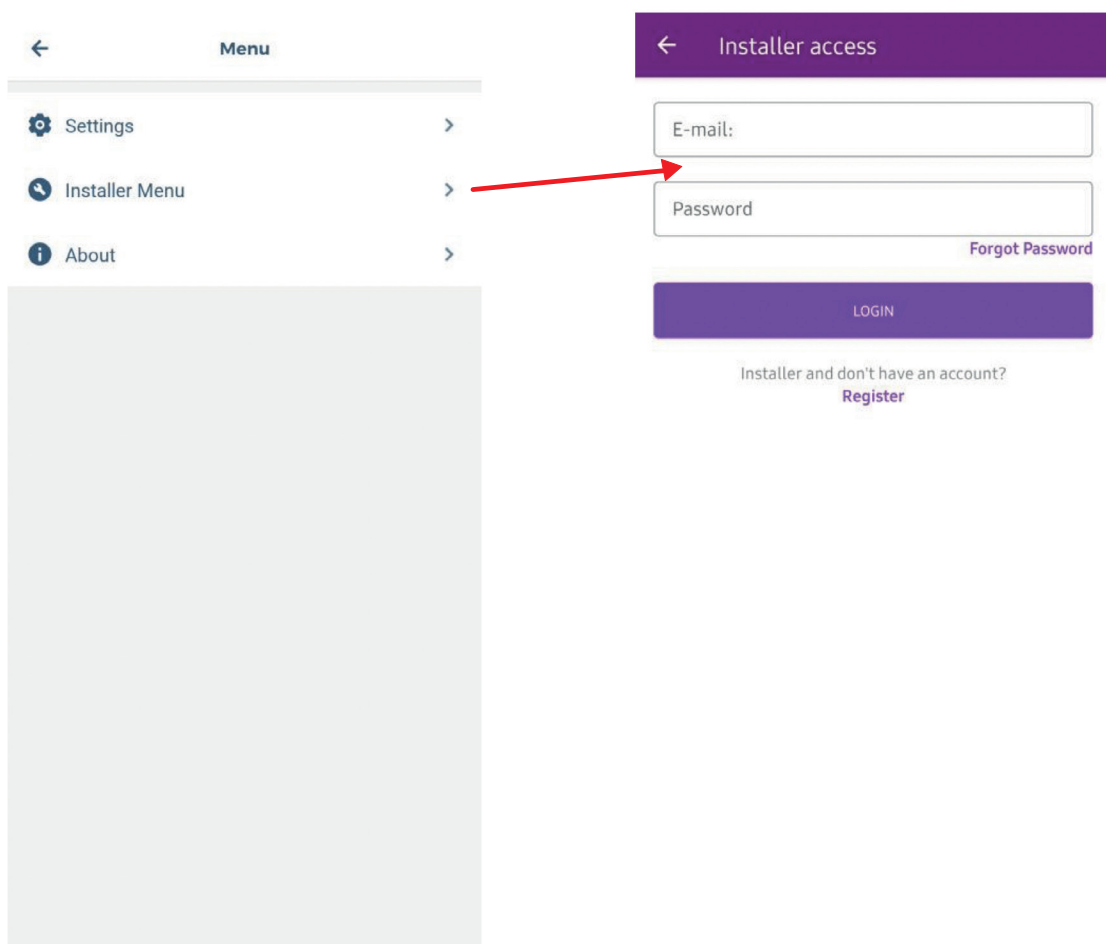 Menu
Settings
Installer Menu
About
Installer access
E-mail:
Password
Forgot Password
LOGIN
Installer and don't have an account?
Register